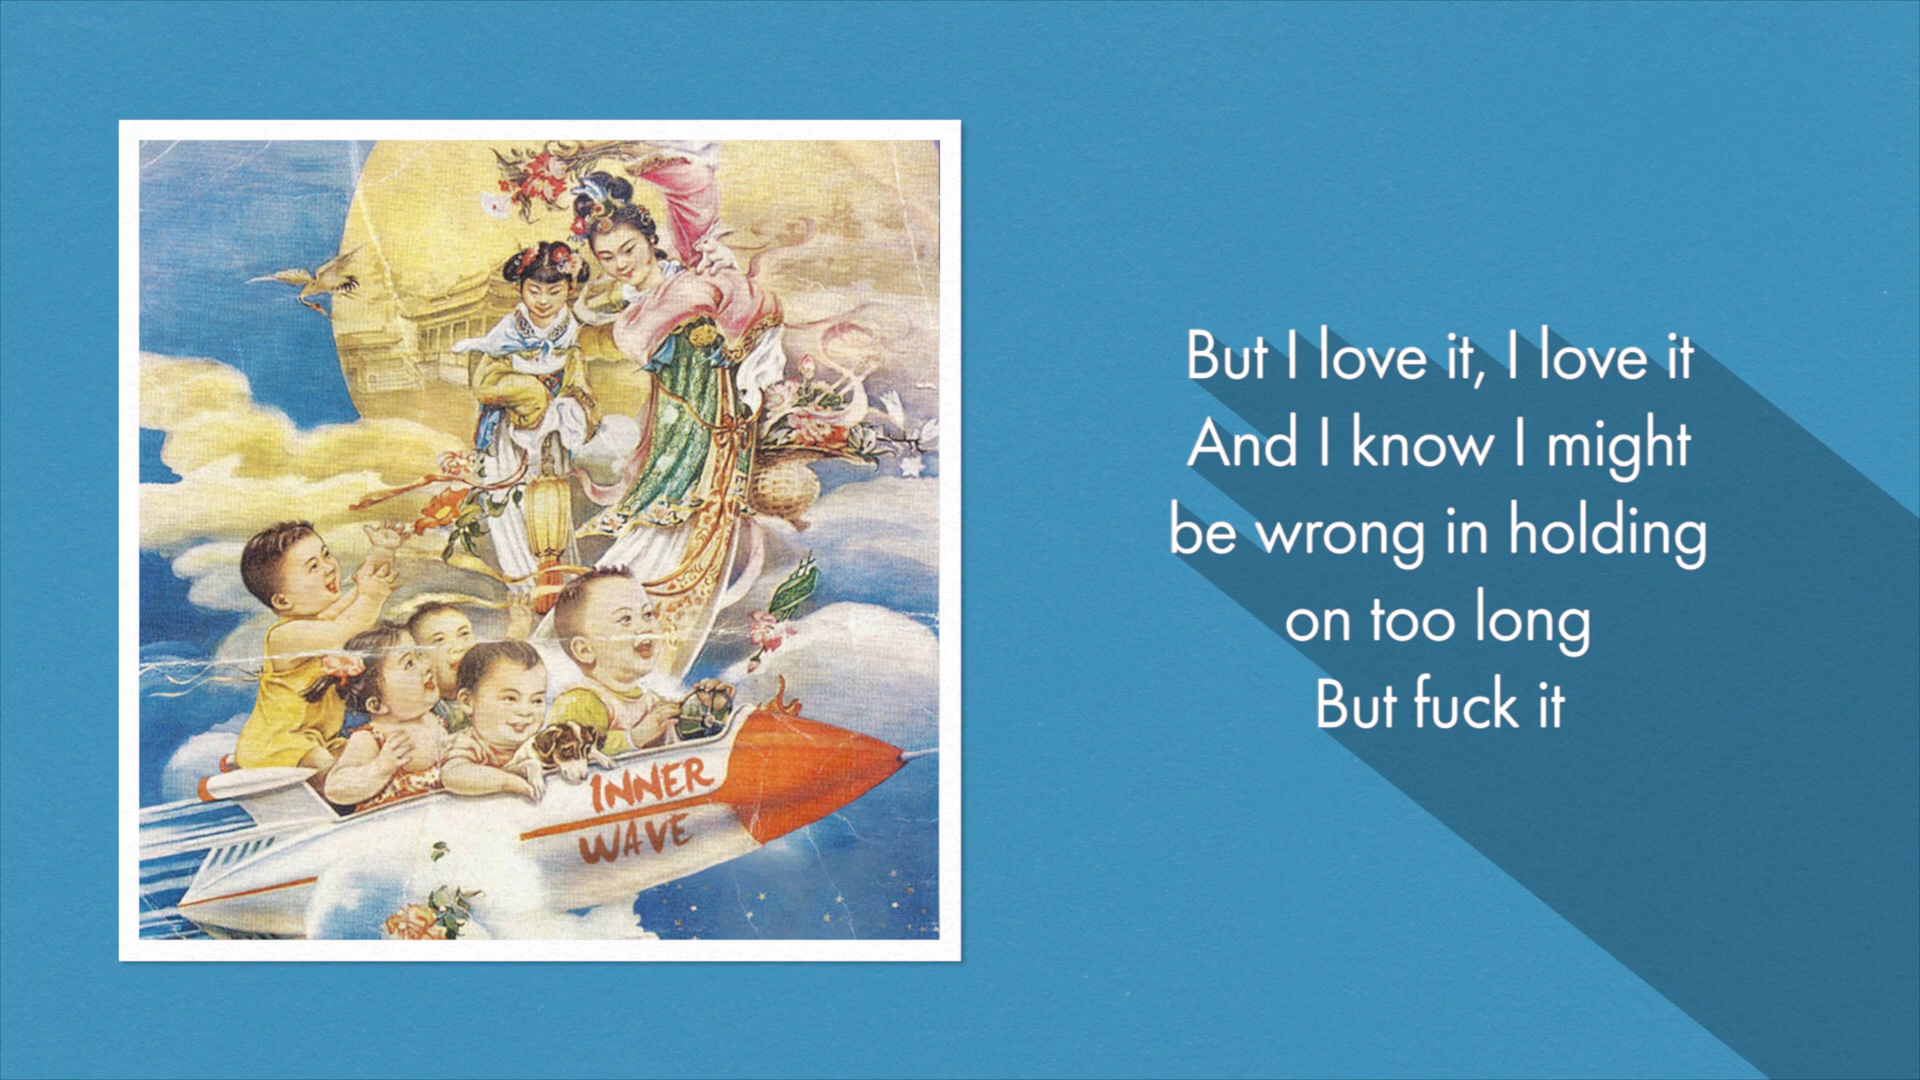 INNER
WAVE
But I love it, I love it
And I know I might
be wrong in holding
on too long
But fuck it